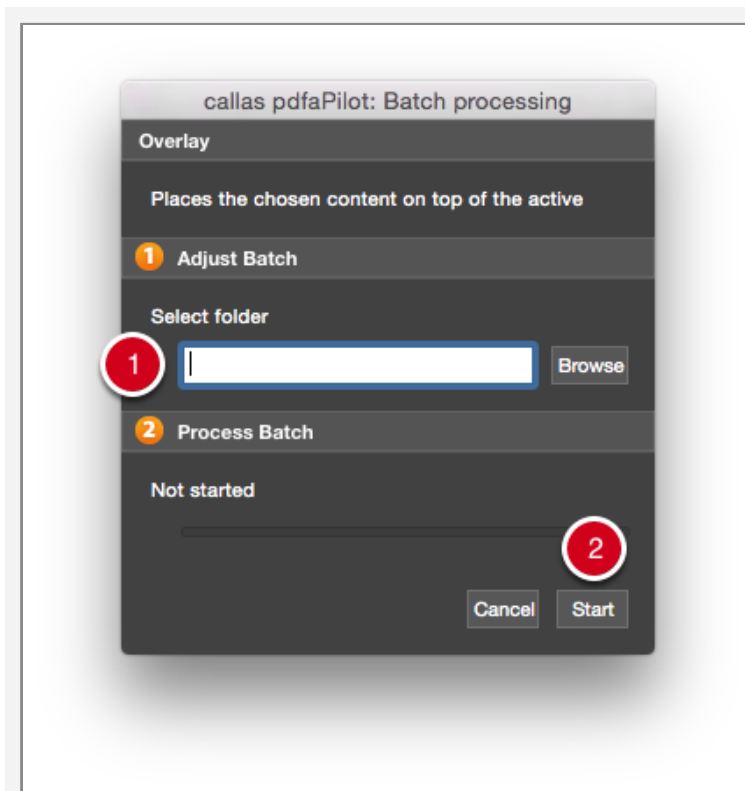 callas pdfaPilot: Batch processing
Overlay
Places the chosen content on top of the active
1 Adjust Batch
Select folder
1
Browse
2 Process Batch
Not started
2
Cancel Start